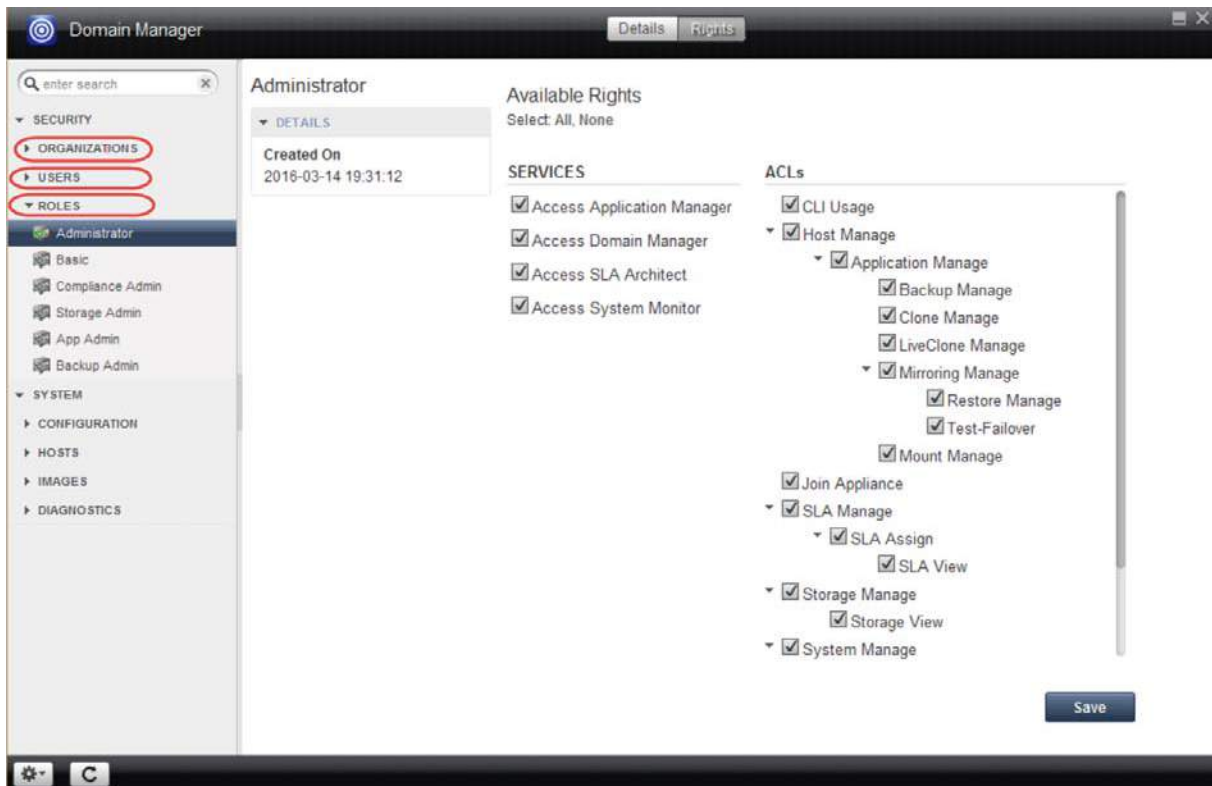 Domain Manager
Details
Rights
enter search
SECURITY
ORGANIZATIONS
USERS
ROLES
Administrator
Basic
Compliance Admin
Storage Admin
App Admin
Backup Admin
SYSTEM
CONFIGURATION
HOSTS
IMAGES
DIAGNOSTICS
Administrator
DETAILS
Created On
2016-03-14 19:31:12
Available Rights
Select: All, None
SERVICES
Access Application Manager
Access Domain Manager
Access SLA Architect
Access System Monitor
ACLs
CLI Usage
Host Manage
Application Manage
Backup Manage
Clone Manage
LiveClone Manage
Mirroring Manage
Restore Manage
Test-Failover
Mount Manage
Join Appliance
SLA Manage
SLA Assign
SLA View
Storage Manage
Storage View
System Manage
Save